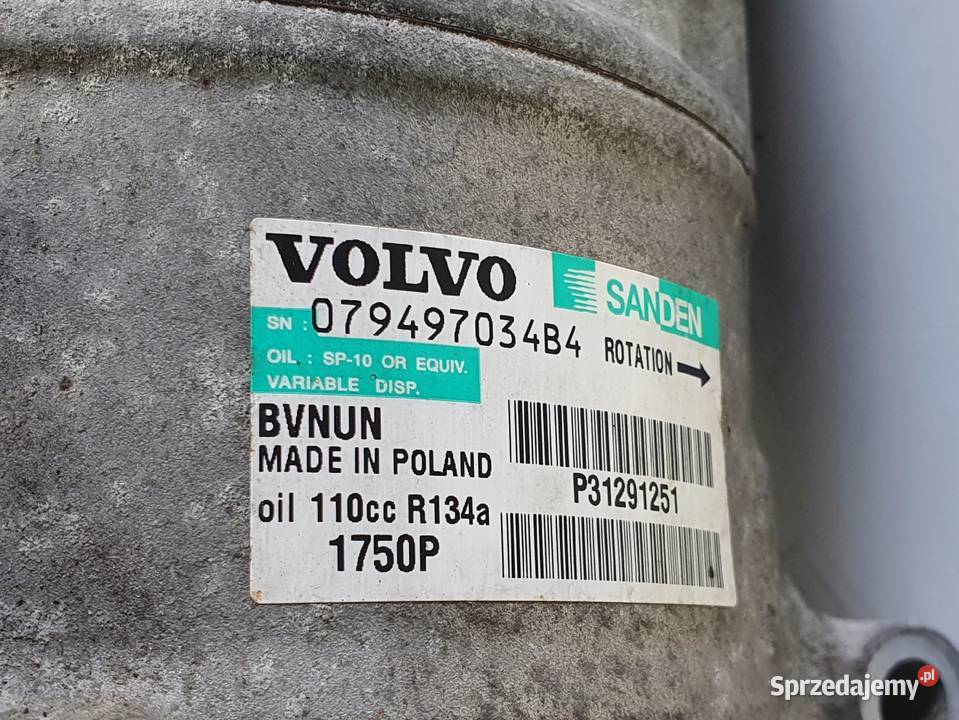 VOLVO
SANDEN
SN : 079497034B4
ROTATION
OIL : SP-10 OR EQUIV.
VARIABLE DISP.
BVNUN
MADE IN POLAND
P31291251
oil 110cc R134a
1750P
Sprzedajemy.pl